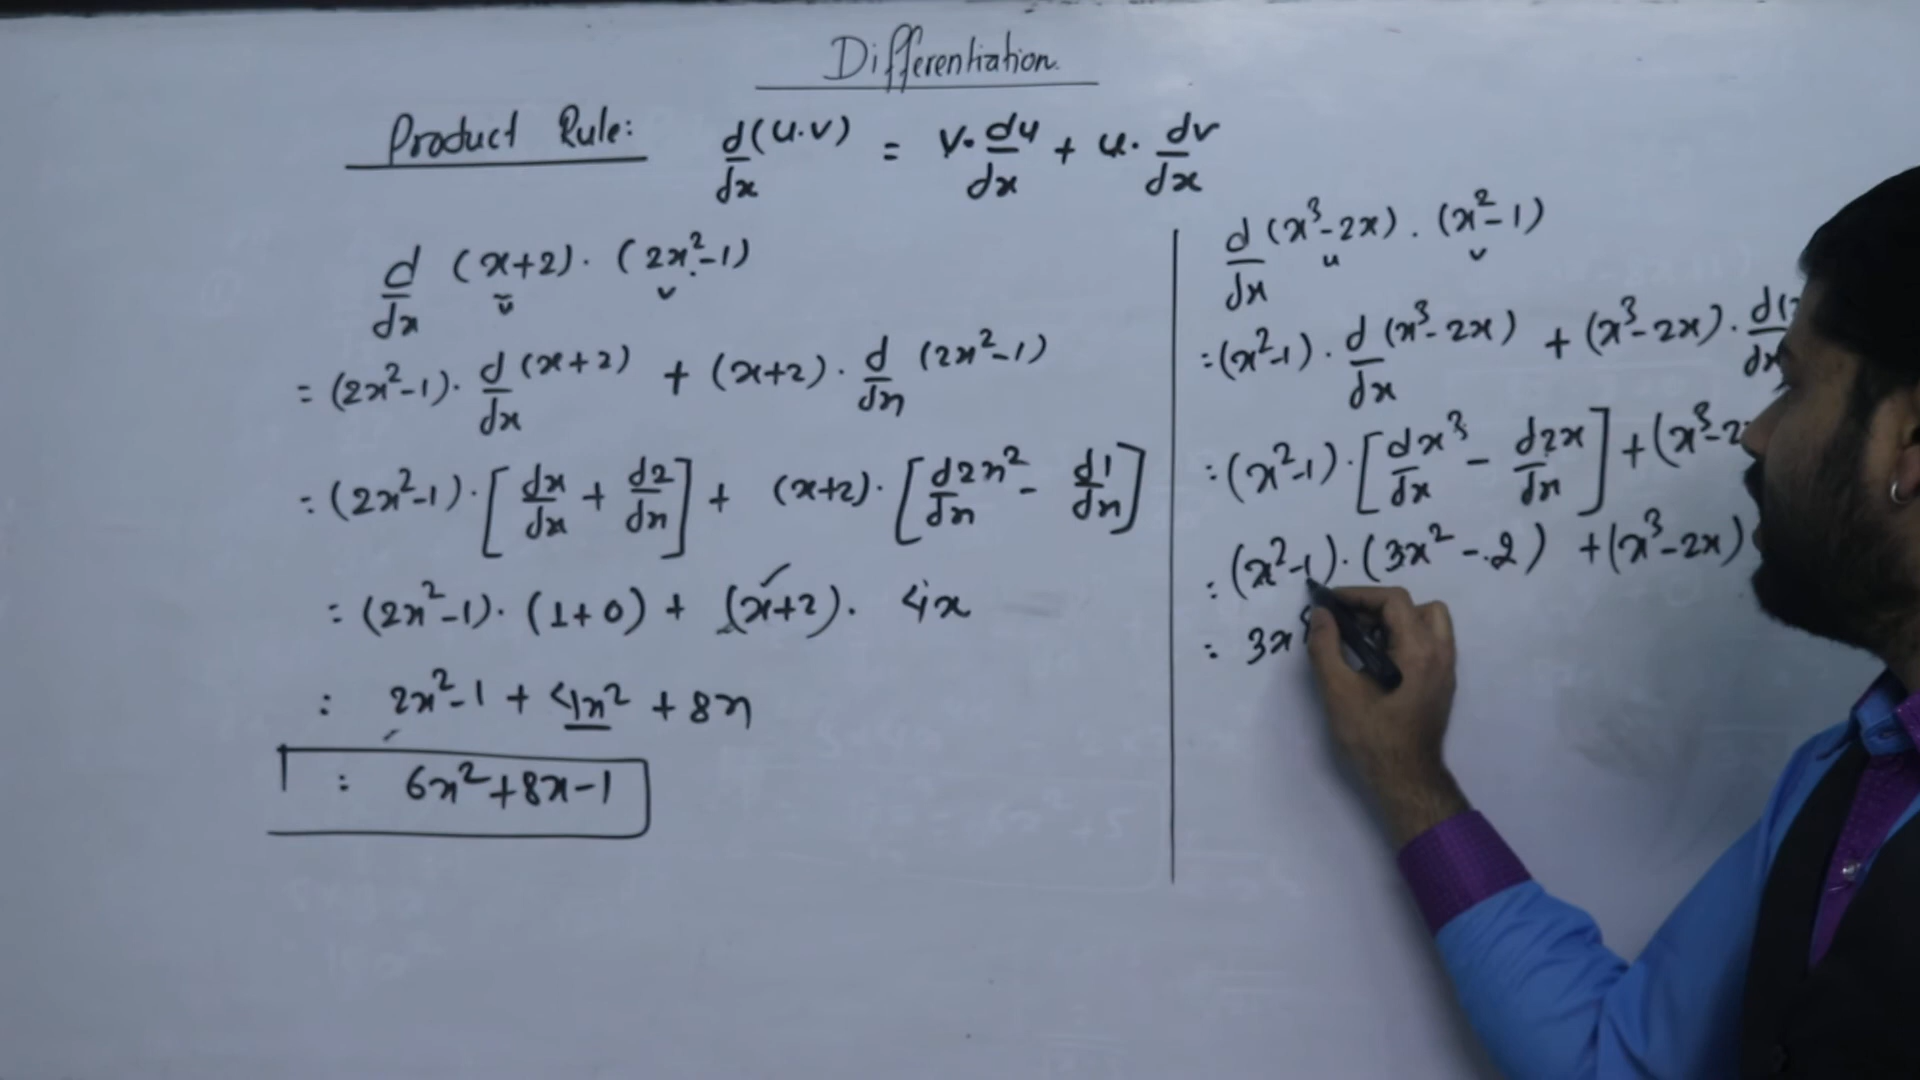 Differentiation.
Product Rule: d/dx (u.v) = v. du/dx + u. dv/dx
d/dx (x+2). (2x²-1)
u v
= (2x²-1). d/dx (x+2) + (x+2). d/dx (2x²-1)
= (2x²-1). [dx/dx + d2/dx] + (x+2). [d2x²/dx - d1/dx]
= (2x²-1). (1+0) + (x+2). 4x
: 2x²-1 + 4x² + 8x
: 6x²+8x-1
d/dx (x³-2x). (x²-1)
u v
= (x²-1). d/dx (x³-2x) + (x³-2x). d/dx
: (x²-1). [dx³/dx - d2x/dx] + (x³-2
: (x²-1). (3x²-2) + (x³-2x)
: 3x